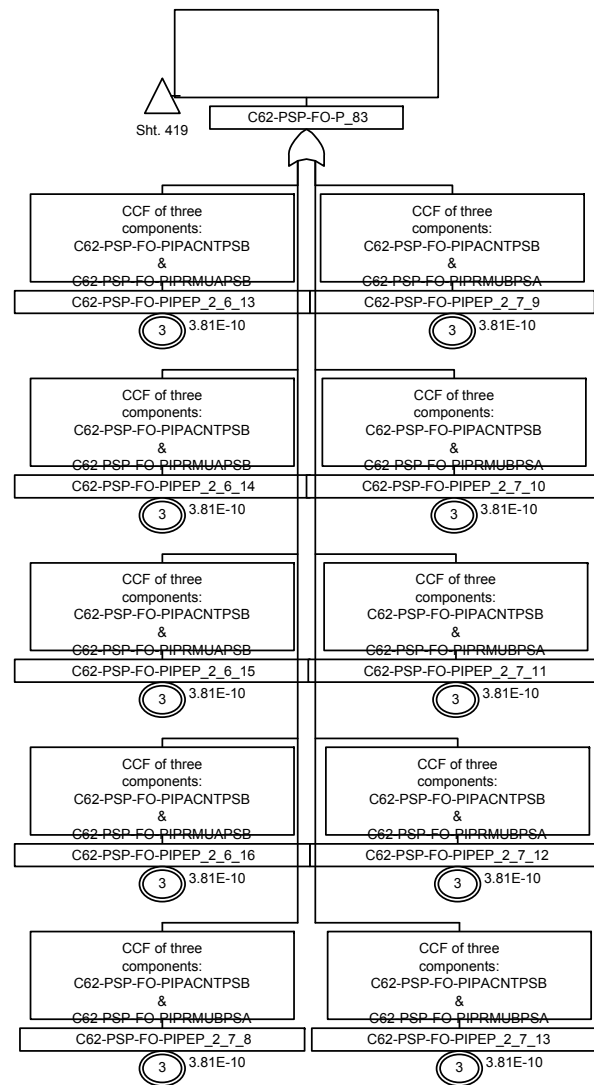 Sht. 419
C62-PSP-FO-P_83
CCF of three
components:
C62-PSP-FO-PIPACNTPSB
&
C62-PSP-FO-PIPRMUAPSB
C62-PSP-FO-PIPEP_2_6_13
3
3.81E-10
CCF of three
components:
C62-PSP-FO-PIPACNTPSB
&
C62-PSP-FO-PIPRMUBPSA
C62-PSP-FO-PIPEP_2_7_9
3
3.81E-10
CCF of three
components:
C62-PSP-FO-PIPACNTPSB
&
C62-PSP-FO-PIPRMUAPSB
C62-PSP-FO-PIPEP_2_6_14
3
3.81E-10
CCF of three
components:
C62-PSP-FO-PIPACNTPSB
&
C62-PSP-FO-PIPRMUBPSA
C62-PSP-FO-PIPEP_2_7_10
3
3.81E-10
CCF of three
components:
C62-PSP-FO-PIPACNTPSB
&
C62-PSP-FO-PIPRMUAPSB
C62-PSP-FO-PIPEP_2_6_15
3
3.81E-10
CCF of three
components:
C62-PSP-FO-PIPACNTPSB
&
C62-PSP-FO-PIPRMUBPSA
C62-PSP-FO-PIPEP_2_7_11
3
3.81E-10
CCF of three
components:
C62-PSP-FO-PIPACNTPSB
&
C62-PSP-FO-PIPRMUAPSB
C62-PSP-FO-PIPEP_2_6_16
3
3.81E-10
CCF of three
components:
C62-PSP-FO-PIPACNTPSB
&
C62-PSP-FO-PIPRMUBPSA
C62-PSP-FO-PIPEP_2_7_12
3
3.81E-10
CCF of three
components:
C62-PSP-FO-PIPACNTPSB
&
C62-PSP-FO-PIPRMUBPSA
C62-PSP-FO-PIPEP_2_7_8
3
3.81E-10
CCF of three
components:
C62-PSP-FO-PIPACNTPSB
&
C62-PSP-FO-PIPRMUBPSA
C62-PSP-FO-PIPEP_2_7_13
3
3.81E-10